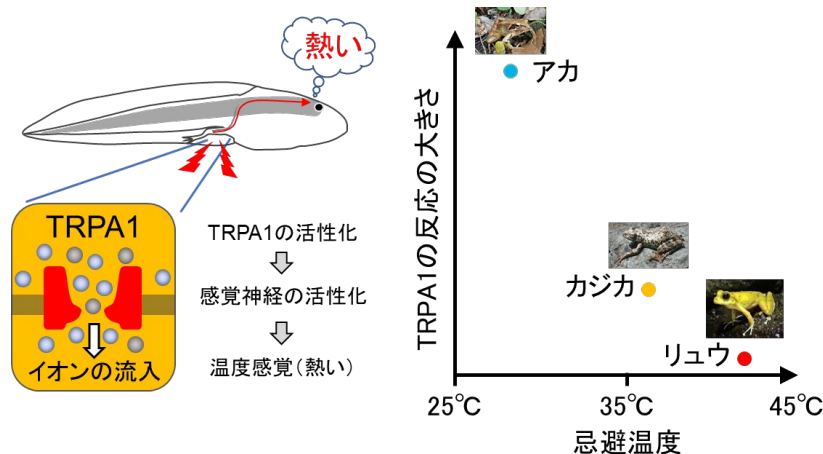 熱い
TRPA1
イオンの流入
TRPA1の活性化
感覚神経の活性化
温度感覚(熱い)
TRPA1の反応の大きさ
アカ
カジカ
リュウ
25℃
35℃
45℃
忌避温度